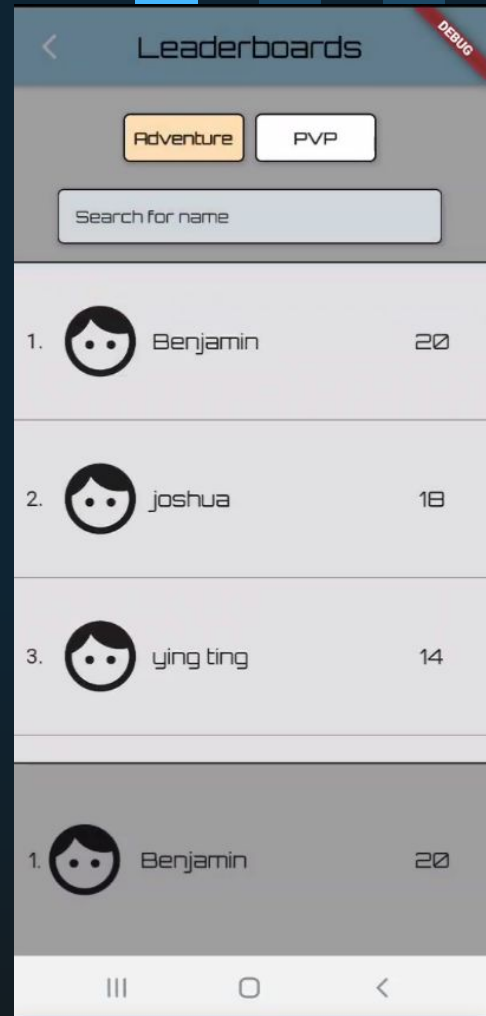 Leaderboards
DEBUG
Adventure PVP
Search for name
1. Benjamin 20
2. joshua 18
3. ying ting 14
1. Benjamin 20